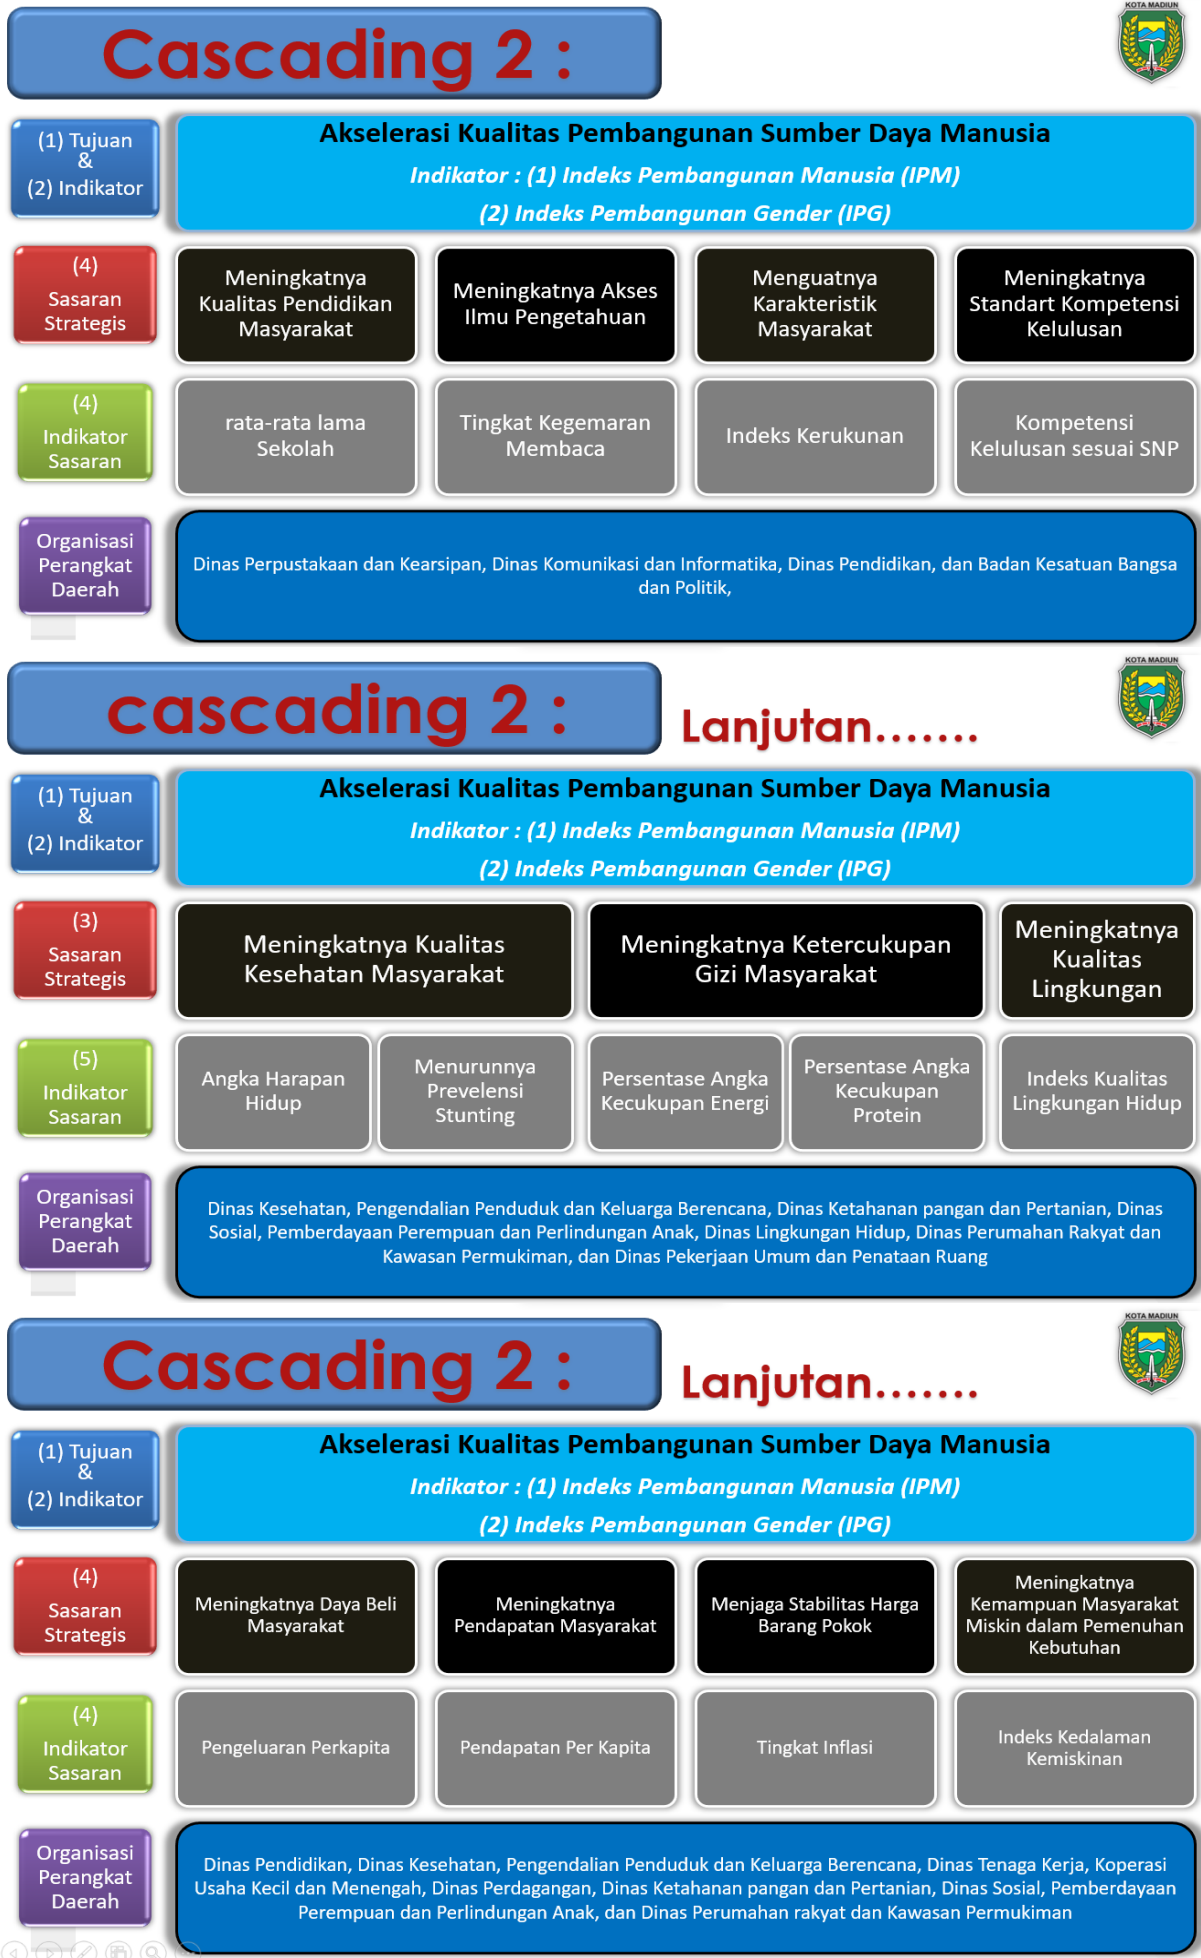 Cascading 2 :
KOTA MADIUN
(1) Tujuan
&
(2) Indikator
Akselerasi Kualitas Pembangunan Sumber Daya Manusia
Indikator : (1) Indeks Pembangunan Manusia (IPM)
(2) Indeks Pembangunan Gender (IPG)
(4)
Sasaran
Strategis
Meningkatnya
Kualitas Pendidikan
Masyarakat
Meningkatnya Akses
Ilmu Pengetahuan
Menguatnya
Karakteristik
Masyarakat
Meningkatnya
Standart Kompetensi
Kelulusan
(4)
Indikator
Sasaran
rata-rata lama
Sekolah
Tingkat Kegemaran
Membaca
Indeks Kerukunan
Kompetensi
Kelulusan sesuai SNP
Organisasi
Perangkat
Daerah
Dinas Perpustakaan dan Kearsipan, Dinas Komunikasi dan Informatika, Dinas Pendidikan, dan Badan Kesatuan Bangsa
dan Politik,
cascading 2 :
Lanjutan.......
KOTA MADIUN
(1) Tujuan
&
(2) Indikator
Akselerasi Kualitas Pembangunan Sumber Daya Manusia
Indikator : (1) Indeks Pembangunan Manusia (IPM)
(2) Indeks Pembangunan Gender (IPG)
(3)
Sasaran
Strategis
Meningkatnya Kualitas
Kesehatan Masyarakat
Meningkatnya Ketercukupan
Gizi Masyarakat
Meningkatnya
Kualitas
Lingkungan
(5)
Indikator
Sasaran
Angka Harapan
Hidup
Menurunnya
Prevelensi
Stunting
Persentase Angka
Kecukupan Energi
Persentase Angka
Kecukupan
Protein
Indeks Kualitas
Lingkungan Hidup
Organisasi
Perangkat
Daerah
Dinas Kesehatan, Pengendalian Penduduk dan Keluarga Berencana, Dinas Ketahanan pangan dan Pertanian, Dinas
Sosial, Pemberdayaan Perempuan dan Perlindungan Anak, Dinas Lingkungan Hidup, Dinas Perumahan Rakyat dan
Kawasan Permukiman, dan Dinas Pekerjaan Umum dan Penataan Ruang
Cascading 2 :
Lanjutan.......
KOTA MADIUN
(1) Tujuan
&
(2) Indikator
Akselerasi Kualitas Pembangunan Sumber Daya Manusia
Indikator : (1) Indeks Pembangunan Manusia (IPM)
(2) Indeks Pembangunan Gender (IPG)
(4)
Sasaran
Strategis
Meningkatnya Daya Beli
Masyarakat
Meningkatnya
Pendapatan Masyarakat
Menjaga Stabilitas Harga
Barang Pokok
Meningkatnya
Kemampuan Masyarakat
Miskin dalam Pemenuhan
Kebutuhan
(4)
Indikator
Sasaran
Pengeluaran Perkapita
Pendapatan Per Kapita
Tingkat Inflasi
Indeks Kedalaman
Kemiskinan
Organisasi
Perangkat
Daerah
Dinas Pendidikan, Dinas Kesehatan, Pengendalian Penduduk dan Keluarga Berencana, Dinas Tenaga Kerja, Koperasi
Usaha Kecil dan Menengah, Dinas Perdagangan, Dinas Ketahanan pangan dan Pertanian, Dinas Sosial, Pemberdayaan
Perempuan dan Perlindungan Anak, dan Dinas Perumahan rakyat dan Kawasan Permukiman